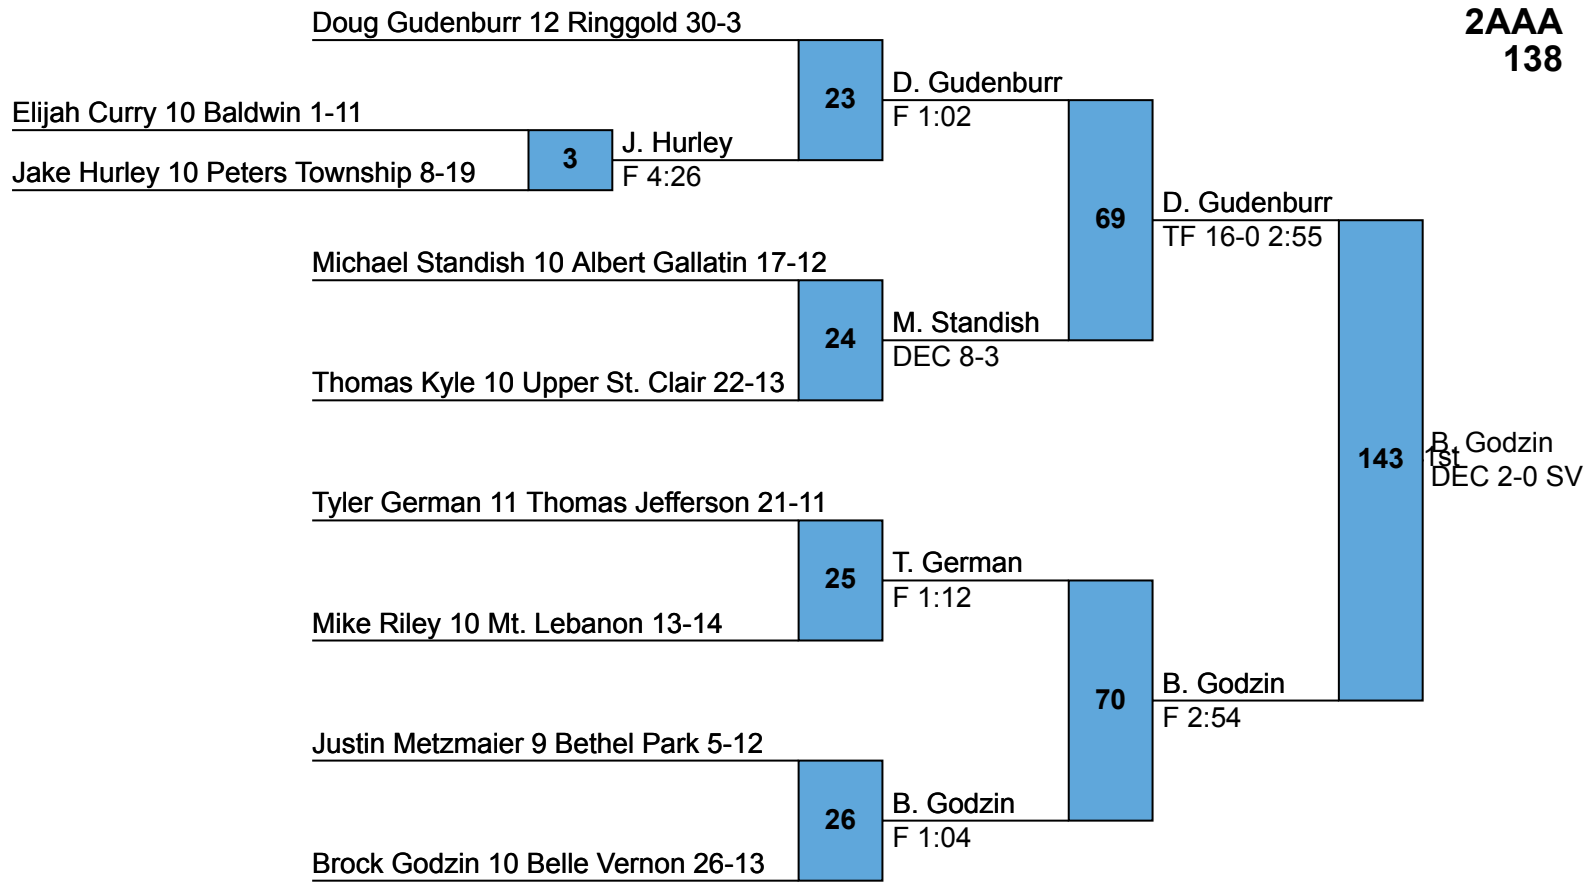 2AAA
138
Doug Gudenburr 12 Ringgold 30-3
23
D. Gudenburr
F 1:02
Elijah Curry 10 Baldwin 1-11
3
J. Hurley
F 4:26
Jake Hurley 10 Peters Township 8-19
69
D. Gudenburr
TF 16-0 2:55
Michael Standish 10 Albert Gallatin 17-12
24
M. Standish
DEC 8-3
Thomas Kyle 10 Upper St. Clair 22-13
143
B. Godzin
1st
DEC 2-0 SV
Tyler German 11 Thomas Jefferson 21-11
25
T. German
F 1:12
Mike Riley 10 Mt. Lebanon 13-14
70
B. Godzin
F 2:54
Justin Metzmaier 9 Bethel Park 5-12
26
B. Godzin
F 1:04
Brock Godzin 10 Belle Vernon 26-13